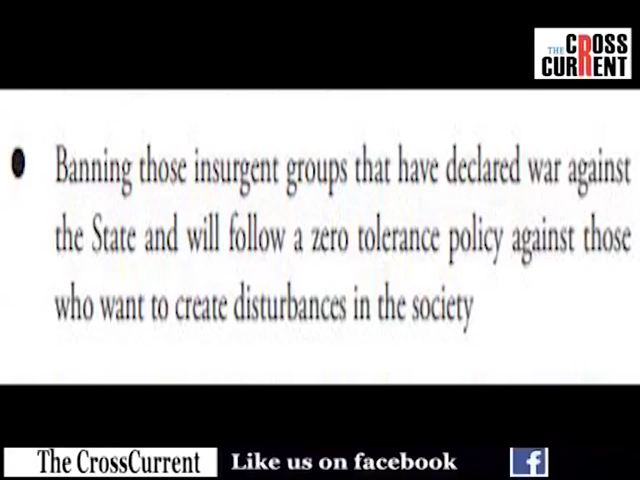 THE CROSS
CURRENT
● Banning those insurgent groups that have declared war against
the State and will follow a zero tolerance policy against those
who want to create disturbances in the society
The CrossCurrent Like us on facebook f